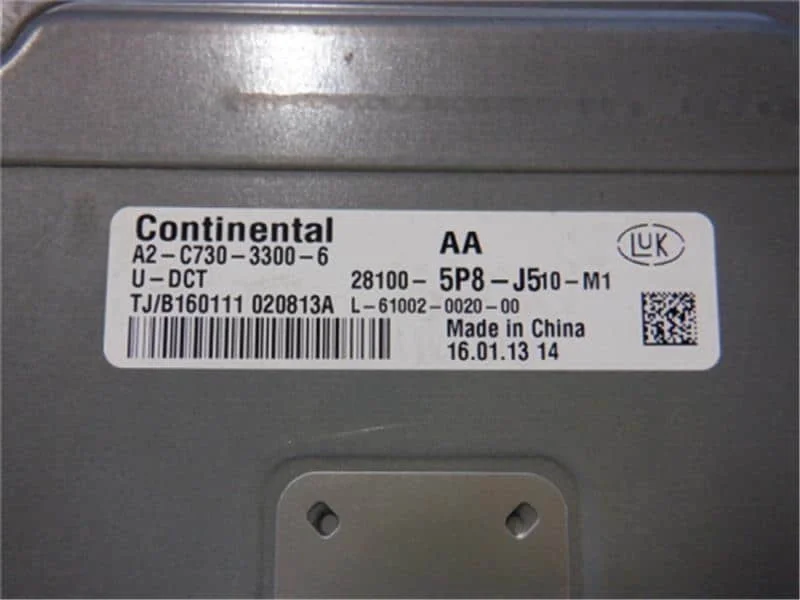 Continental
AA
LUK
A2-C730-3300-6
U-DCT
28100-5P8-J510-M1
TJ/B160111 020813A
L-61002-0020-00
Made in China
16.01.13 14